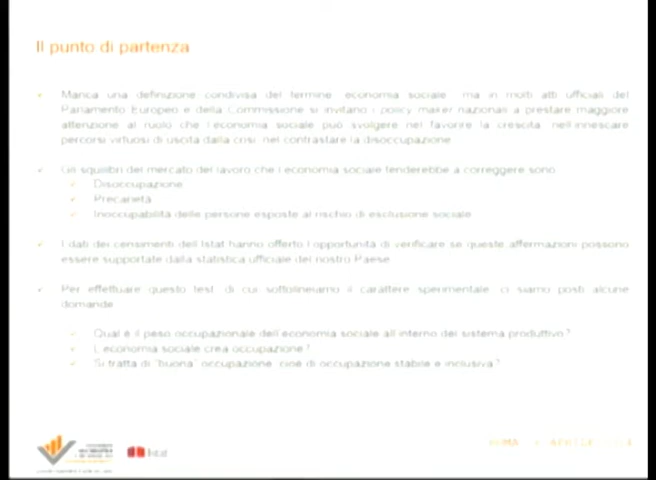 Il punto di partenza
Manca una definizione condivisa del termine economia sociale ma in molti atti ufficiali del
Parlamento Europeo e della Commissione si invitano i policy maker nazionali a prestare maggiore
attenzione al ruolo che l'economia sociale può svolgere nel favorire la crescita nell'innescare
percorsi virtuosi di uscita dalla crisi nel contrastare la disoccupazione
Gli squilibri del mercato del lavoro che l'economia sociale tenderebbe a correggere sono
Disoccupazione
Precarietà
Inoccupabilità delle persone esposte al rischio di esclusione sociale
I dati dei censimenti dell'Istat hanno offerto l'opportunità di verificare se queste affermazioni possono
essere supportate dalla statistica ufficiale del nostro Paese
Per effettuare questo test di cui sottolineiamo il carattere sperimentale ci siamo posti alcune
domande
Qual è il peso occupazionale dell'economia sociale all'interno del sistema produttivo?
L'economia sociale crea occupazione?
Si tratta di "buona" occupazione cioè di occupazione stabile e inclusiva?
Istat
ROMA APRILE